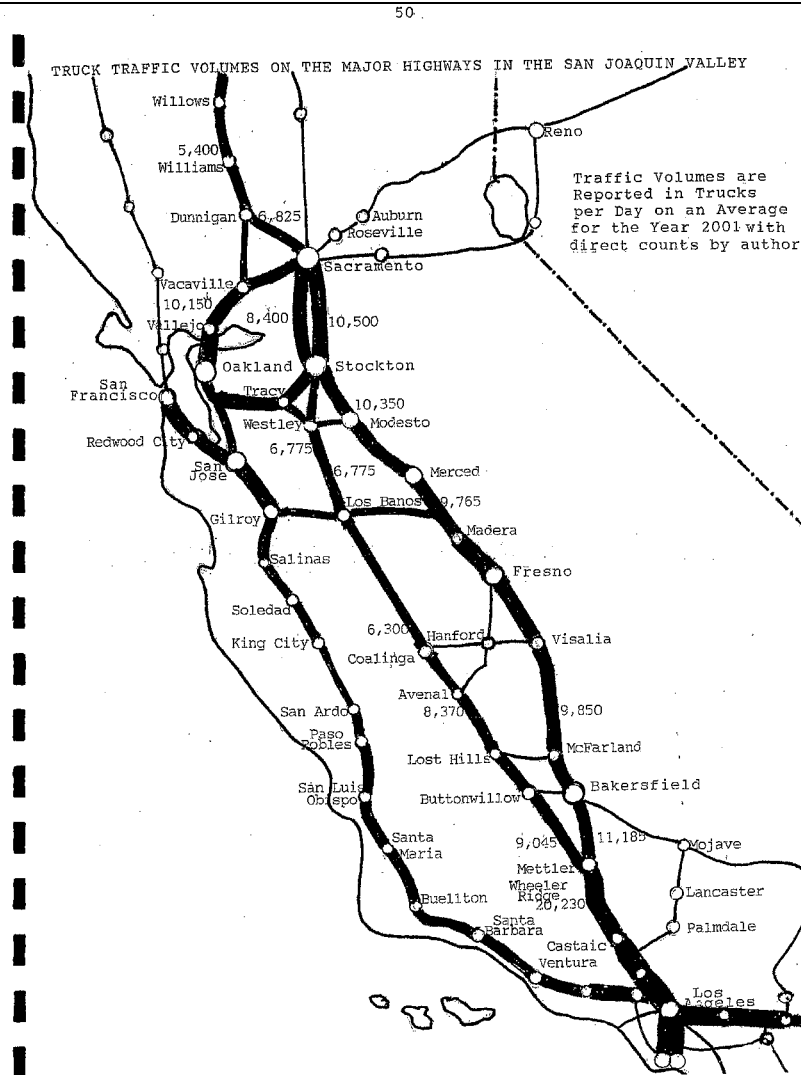 50
TRUCK TRAFFIC VOLUMES ON THE MAJOR HIGHWAYS IN THE SAN JOAQUIN VALLEY
Willows
Reno
5,400
Williams
Traffic Volumes are
Reported in Trucks
per Day on an Average
for the Year 2001 with
direct counts by author
Dunnigan
6,825
Auburn
Roseville
Sacramento
Vacaville
10,150
Vallejo
8,400
10,500
Oakland
Stockton
San
Francisco
Tracy
10,350
Westley
Modesto
Redwood City
6,775
San
Jose
6,775
Merced
Los Banos
9,765
Gilroy
Madera
Salinas
Fresno
Soledad
6,300
Hanford
King City
Visalia
Coalinga
Avenal
8,370
San Ardo
9,850
Paso
Robles
McFarland
Lost Hills
San Luis
Obispo
Buttonwillow
Bakersfield
Santa
Maria
9,045
11,185
Mojave
Mettler
Wheeler
Ridge
Lancaster
Buellton
20,230
Santa
Barbara
Palmdale
Castaic
Ventura
Los
Angeles